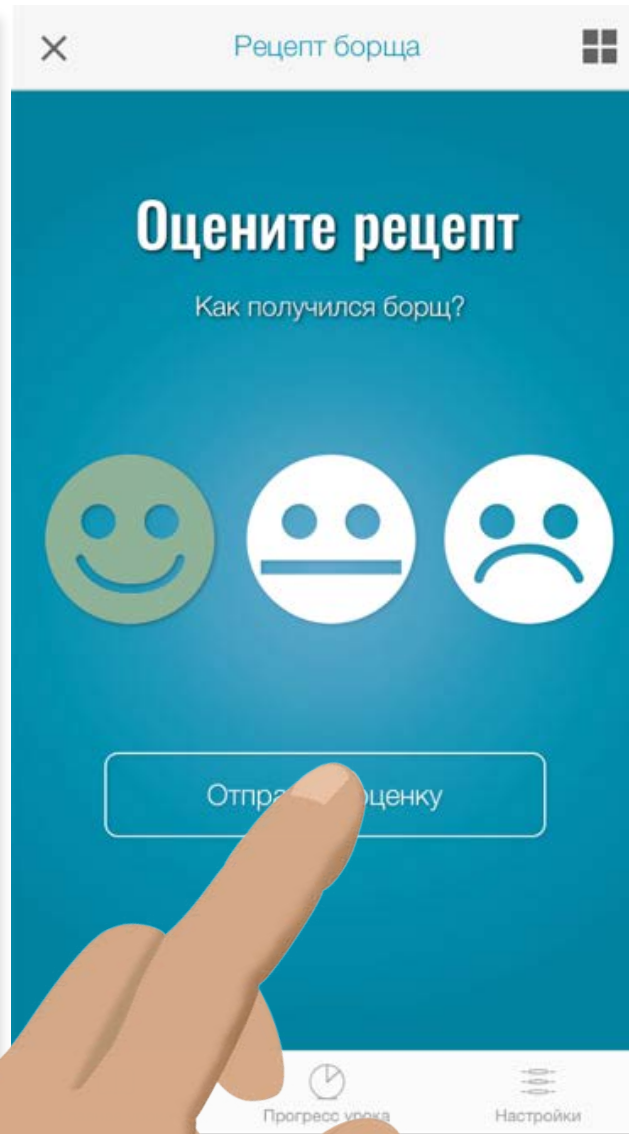 Рецепт борща
Оцените рецепт
Как получился борщ?
оценку
Прогресс урока
Настройки